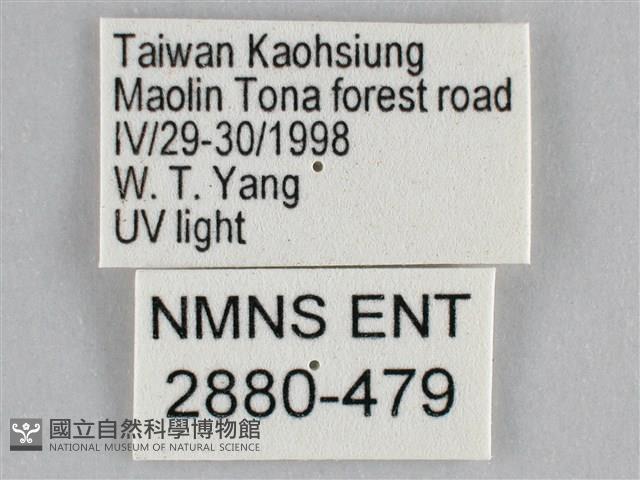 Taiwan Kaohsiung
Maolin Tona forest road
IV/29-30/1998
W. T. Yang
UV light
NMNS ENT
2880-479
國立自然科學博物館
NATIONAL MUSEUM OF NATURAL SCIENCE